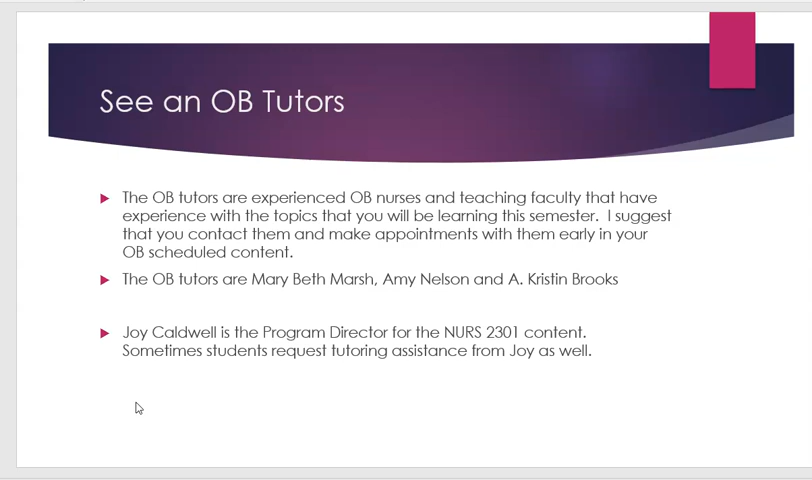 See an OB Tutors
The OB tutors are experienced OB nurses and teaching faculty that have
experience with the topics that you will be learning this semester. I suggest
that you contact them and make appointments with them early in your
OB scheduled content.
The OB tutors are Mary Beth Marsh, Amy Nelson and A. Kristin Brooks
Joy Caldwell is the Program Director for the NURS 2301 content.
Sometimes students request tutoring assistance from Joy as well.